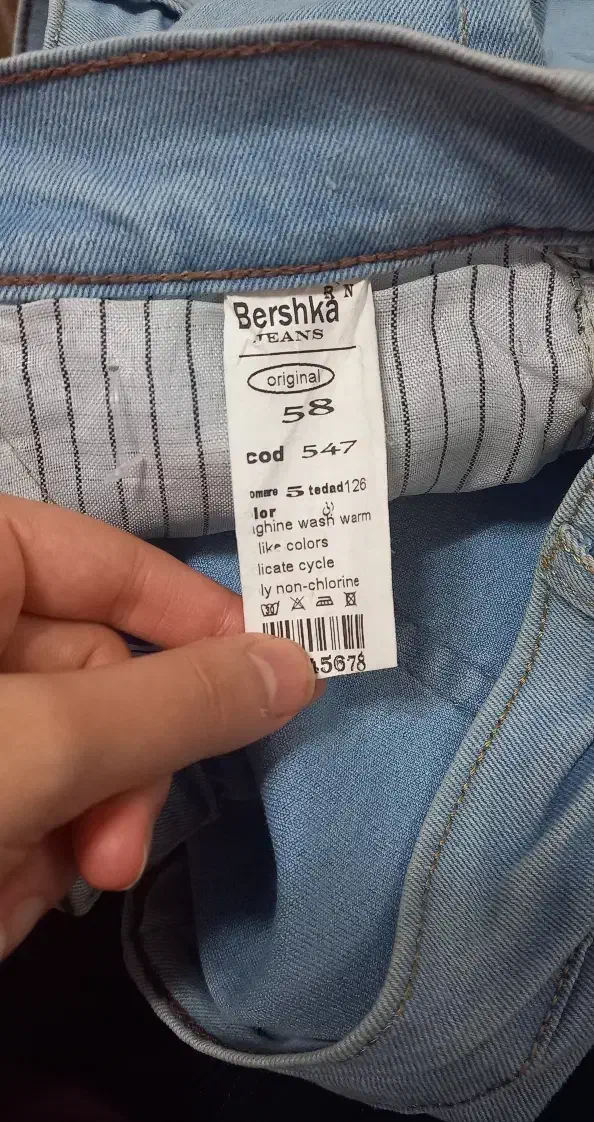 R N
Bershka
JEANS
original
58
cod 547
omare 5 tedad126
lor
ghine wash warm
like colors
licate cycle
ly non-chlorine
45678